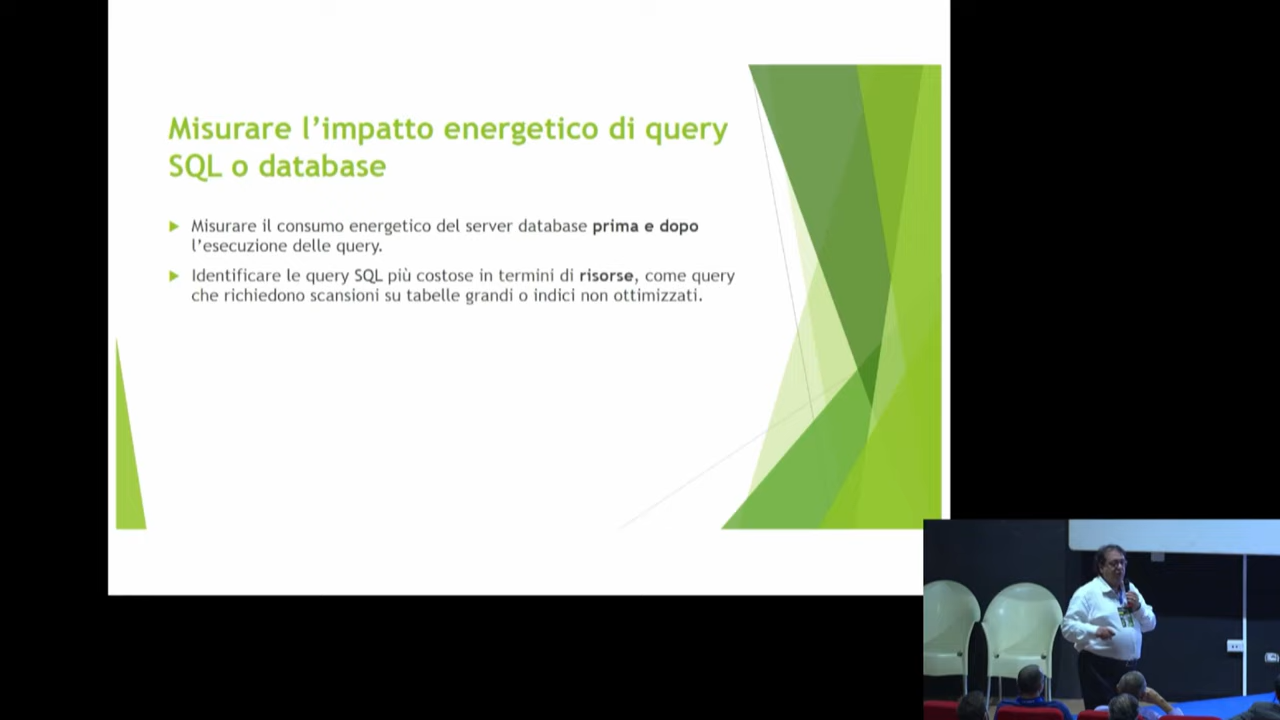 Misurare l’impatto energetico di query
SQL o database
Misurare il consumo energetico del server database prima e dopo
l’esecuzione delle query.
Identificare le query SQL più costose in termini di risorse, come query
che richiedono scansioni su tabelle grandi o indici non ottimizzati.